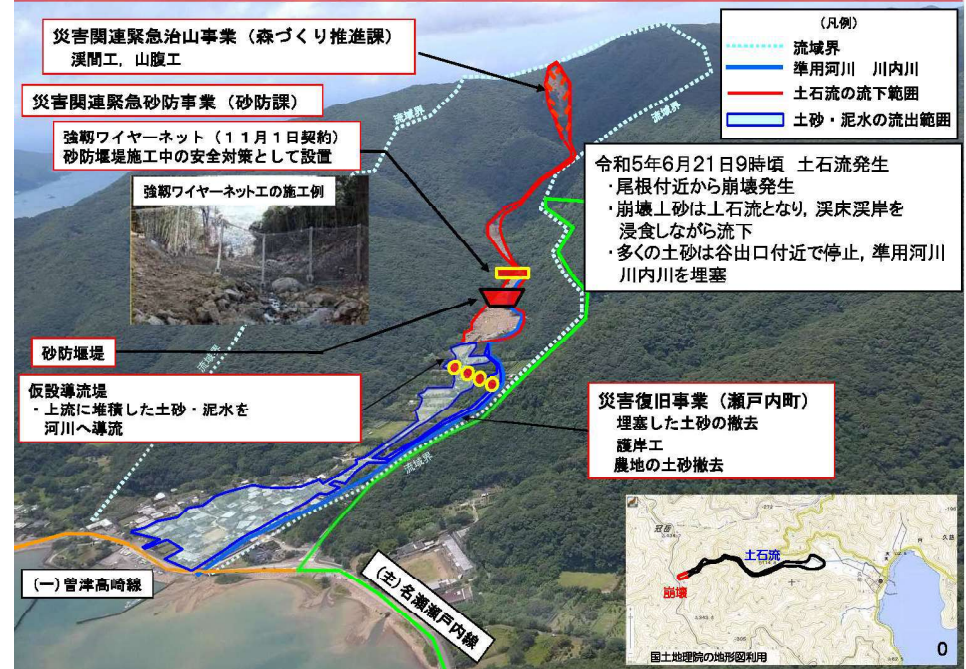 災害関連緊急治山事業（森づくり推進課）
渓間工，山腹工
災害関連緊急砂防事業（砂防課）
強靱ワイヤーネット（１１月１日契約）
砂防堰堤施工中の安全対策として設置
強靱ワイヤーネット工の施工例
砂防堰堤
仮設導流堤
・上流に堆積した土砂・泥水を
河川へ導流
（凡例）
流域界
準用河川　川内川
土石流の流下範囲
土砂・泥水の流出範囲
令和5年6月21日9時頃　土石流発生
・尾根付近から崩壊発生
・崩壊土砂は土石流となり，渓床渓岸を
浸食しながら流下
・多くの土砂は谷出口付近で停止，準用河川
川内川を埋塞
流域界
流域界
流域界
流域界
災害復旧事業（瀬戸内町）
埋塞した土砂の撤去
護岸工
農地の土砂撤去
(一)曽津高崎線
(主)名瀬瀬戸内線
冠岳
土石流
崩壊
久慈
国土地理院の地形図利用
0